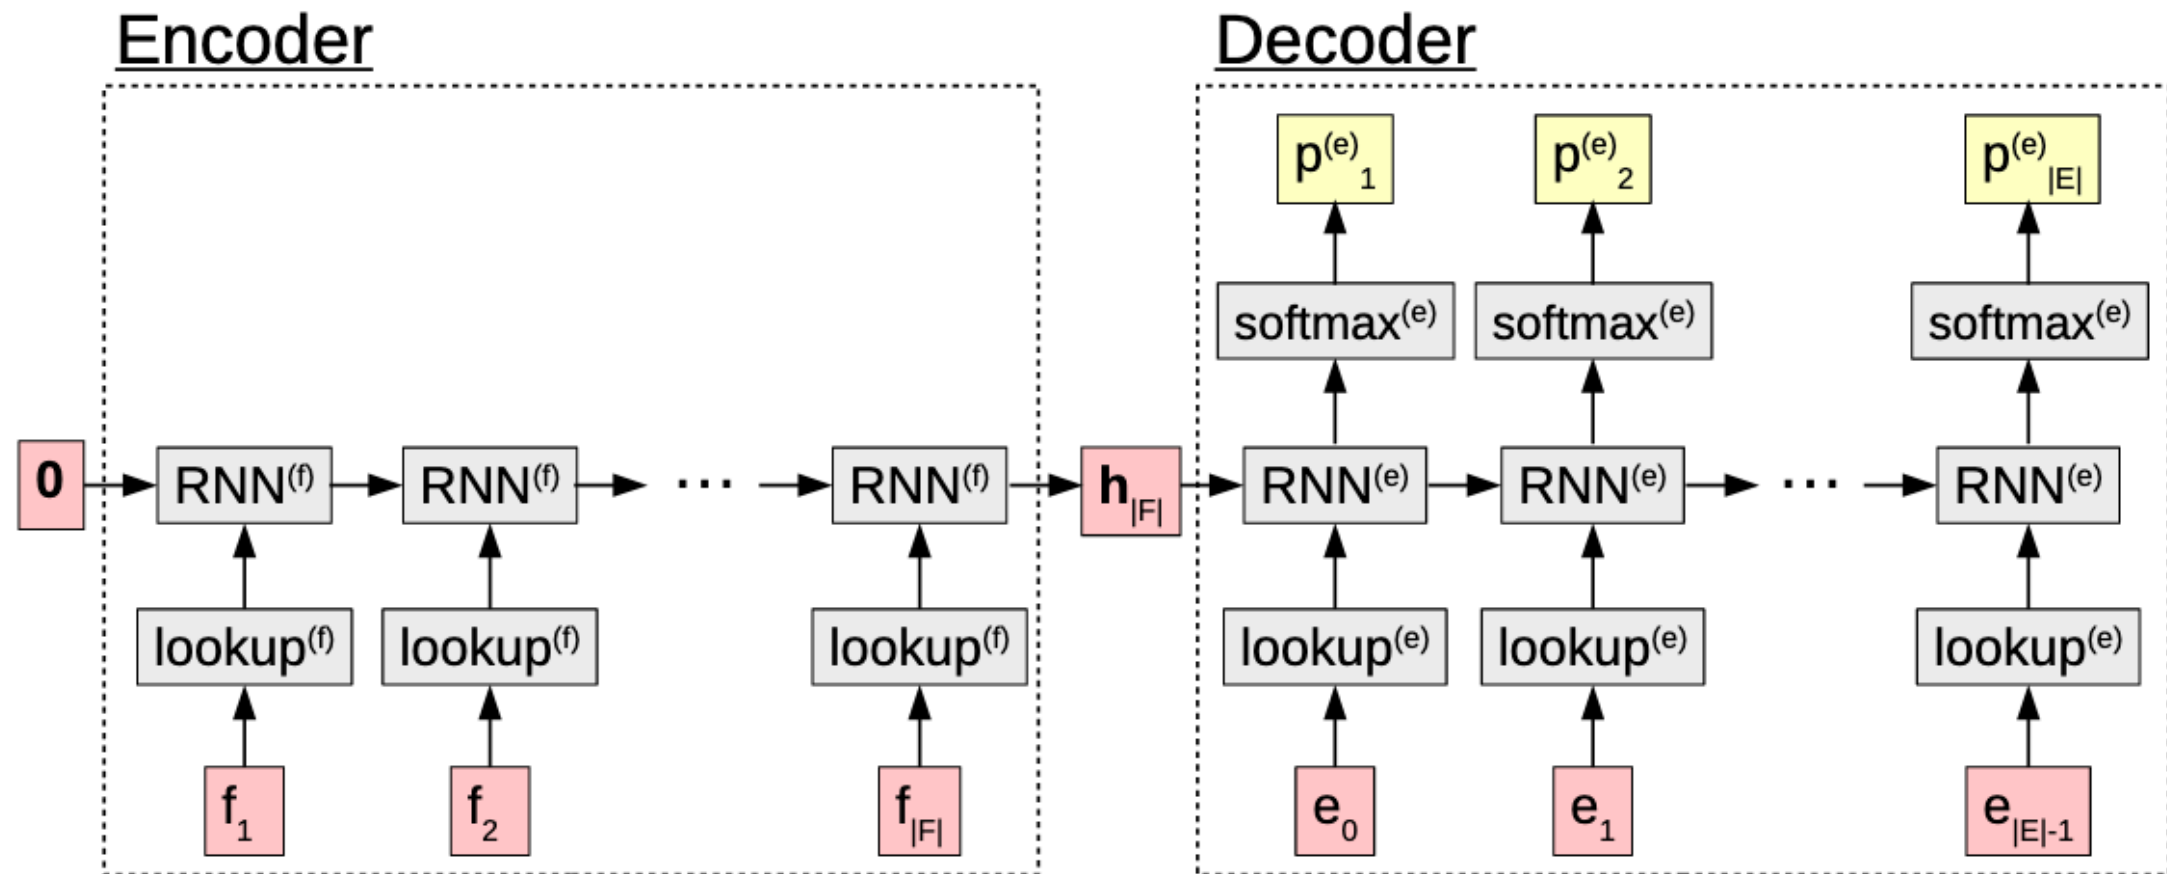 Encoder
Decoder
p(e)1 p(e)2 p(e)|E|
softmax(e) softmax(e) softmax(e)
0 RNN(f) RNN(f) ... RNN(f) h|F| RNN(e) RNN(e) ... RNN(e)
lookup(f) lookup(f) lookup(f) lookup(e) lookup(e) lookup(e)
f1 f2 f|F| e0 e1 e|E|-1